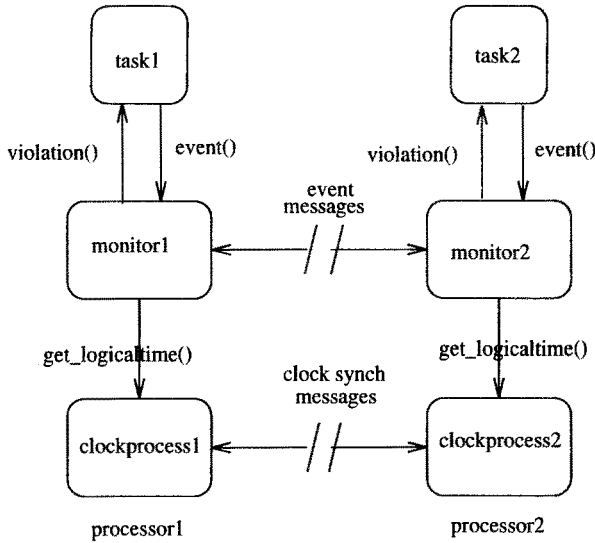 task1
task2
violation()
event()
violation()
event()
event
messages
monitor1
monitor2
get_logicaltime()
get_logicaltime()
clock synch
messages
clockprocess1
clockprocess2
processor1
processor2